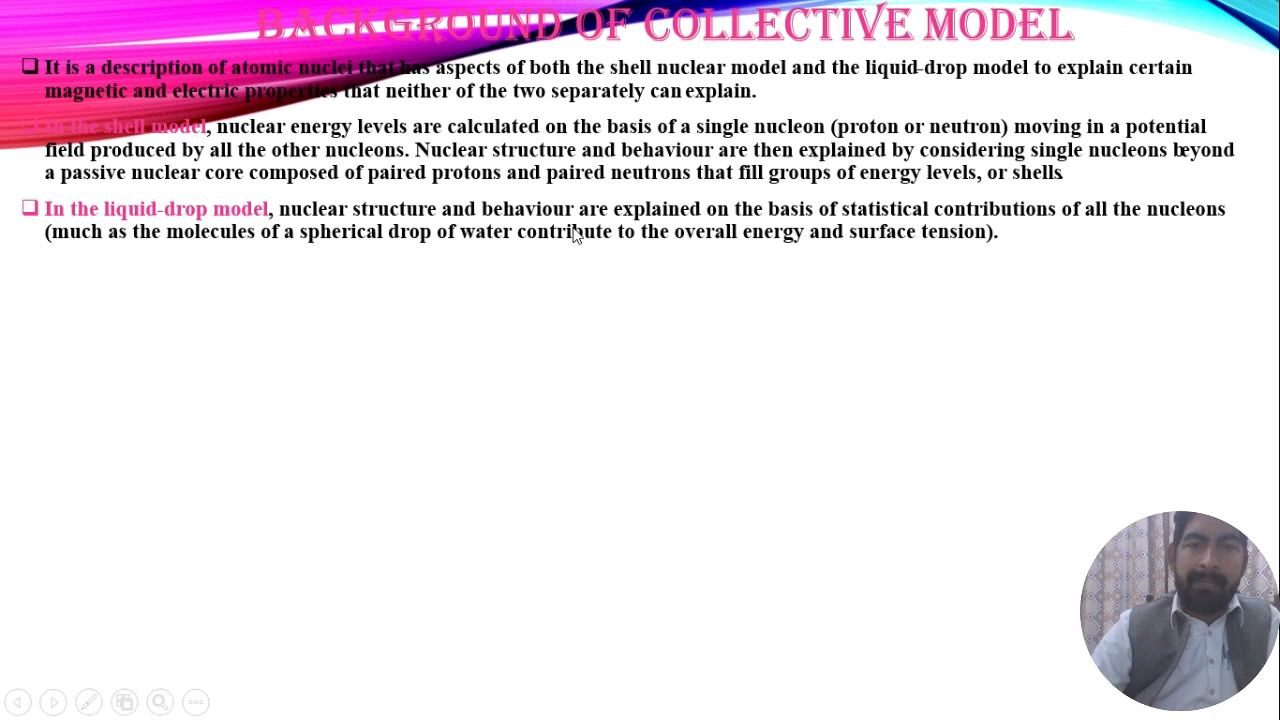 BACKGROUND OF COLLECTIVE MODEL
It is a description of atomic nuclei that has aspects of both the shell nuclear model and the liquid-drop model to explain certain
magnetic and electric properties that neither of the two separately can explain.
In the shell model, nuclear energy levels are calculated on the basis of a single nucleon (proton or neutron) moving in a potential
field produced by all the other nucleons. Nuclear structure and behaviour are then explained by considering single nucleons beyond
a passive nuclear core composed of paired protons and paired neutrons that fill groups of energy levels, or shells.
In the liquid-drop model, nuclear structure and behaviour are explained on the basis of statistical contributions of all the nucleons
(much as the molecules of a spherical drop of water contribute to the overall energy and surface tension).